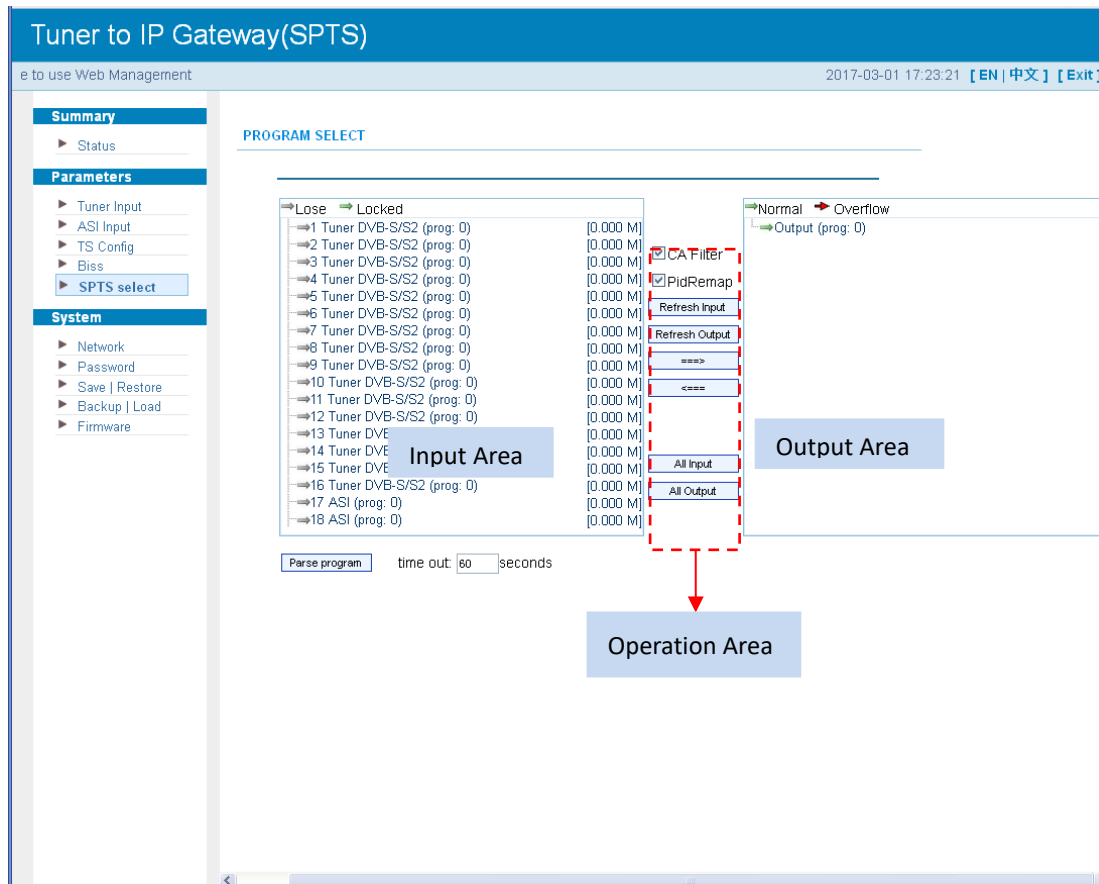 Tuner to IP Gateway(SPTS)
e to use Web Management
2017-03-01 17:23:21 [ EN | 中文 ] [ Exit ]
Summary
Status
Parameters
Tuner Input
ASI Input
TS Config
Biss
SPTS select
System
Network
Password
Save | Restore
Backup | Load
Firmware
PROGRAM SELECT
Lose Locked
1 Tuner DVB-S/S2 (prog: 0) [0.000 M]
2 Tuner DVB-S/S2 (prog: 0) [0.000 M]
3 Tuner DVB-S/S2 (prog: 0) [0.000 M]
4 Tuner DVB-S/S2 (prog: 0) [0.000 M]
5 Tuner DVB-S/S2 (prog: 0) [0.000 M]
6 Tuner DVB-S/S2 (prog: 0) [0.000 M]
7 Tuner DVB-S/S2 (prog: 0) [0.000 M]
8 Tuner DVB-S/S2 (prog: 0) [0.000 M]
9 Tuner DVB-S/S2 (prog: 0) [0.000 M]
10 Tuner DVB-S/S2 (prog: 0) [0.000 M]
11 Tuner DVB-S/S2 (prog: 0) [0.000 M]
12 Tuner DVB-S/S2 (prog: 0) [0.000 M]
13 Tuner DVB [0.000 M]
14 Tuner DVB [0.000 M]
15 Tuner DVB [0.000 M]
16 Tuner DVB-S/S2 (prog: 0) [0.000 M]
17 ASI (prog: 0) [0.000 M]
18 ASI (prog: 0) [0.000 M]
Input Area
CA Filter
PidRemap
Refresh Input
Refresh Output
===>
<===
All Input
All Output
Normal Overflow
Output (prog: 0)
Output Area
Parse program time out: 60 seconds
Operation Area